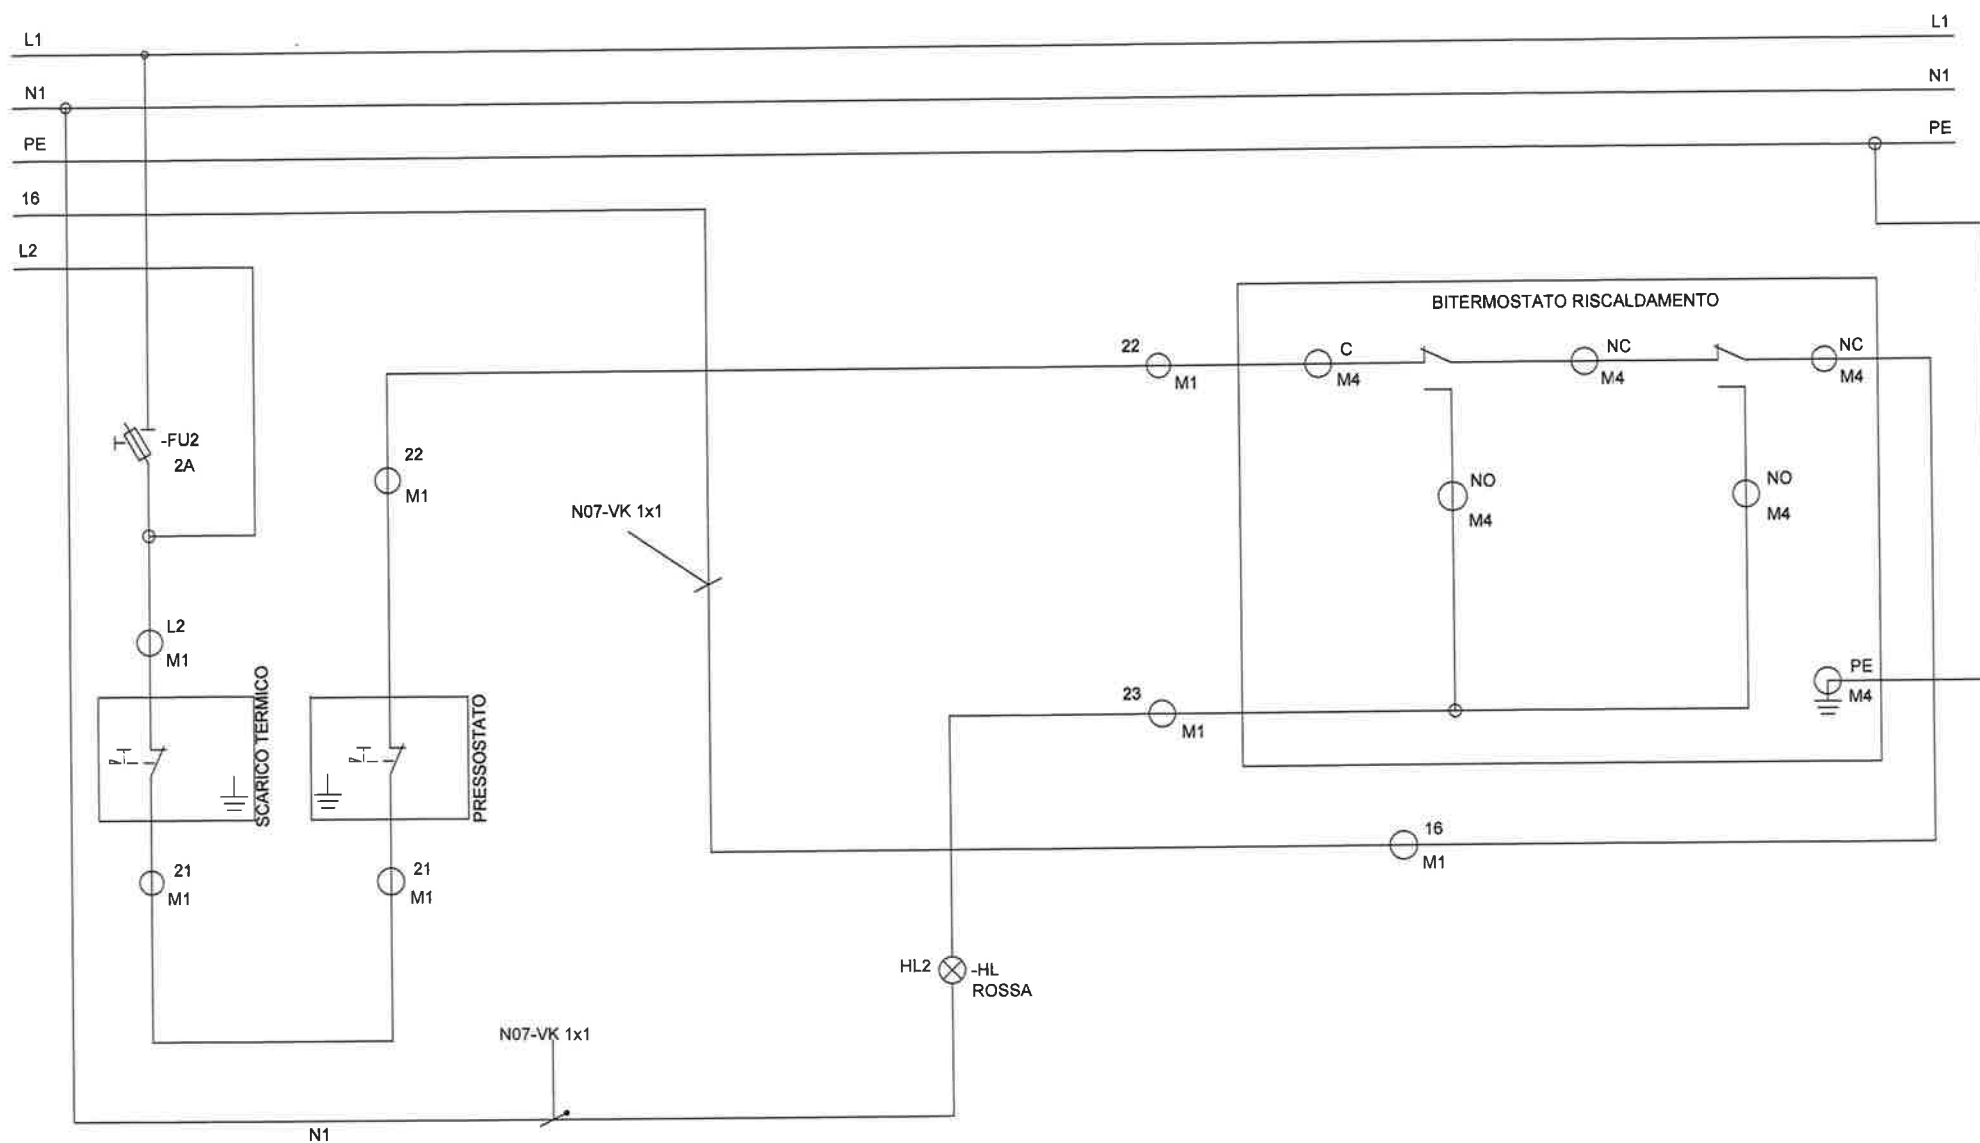 L1
L1
N1
N1
PE
PE
16
L2
BITERMOSTATO RISCALDAMENTO
22
M1
C
M4
NC
M4
NC
M4
-FU2
2A
22
M1
N07-VK 1x1
NO
M4
NO
M4
L2
M1
SCARICO TERMICO
PRESSOSTATO
PE
M4
23
M1
16
M1
21
M1
21
M1
HL2
-HL
ROSSA
N07-VK 1x1
N1